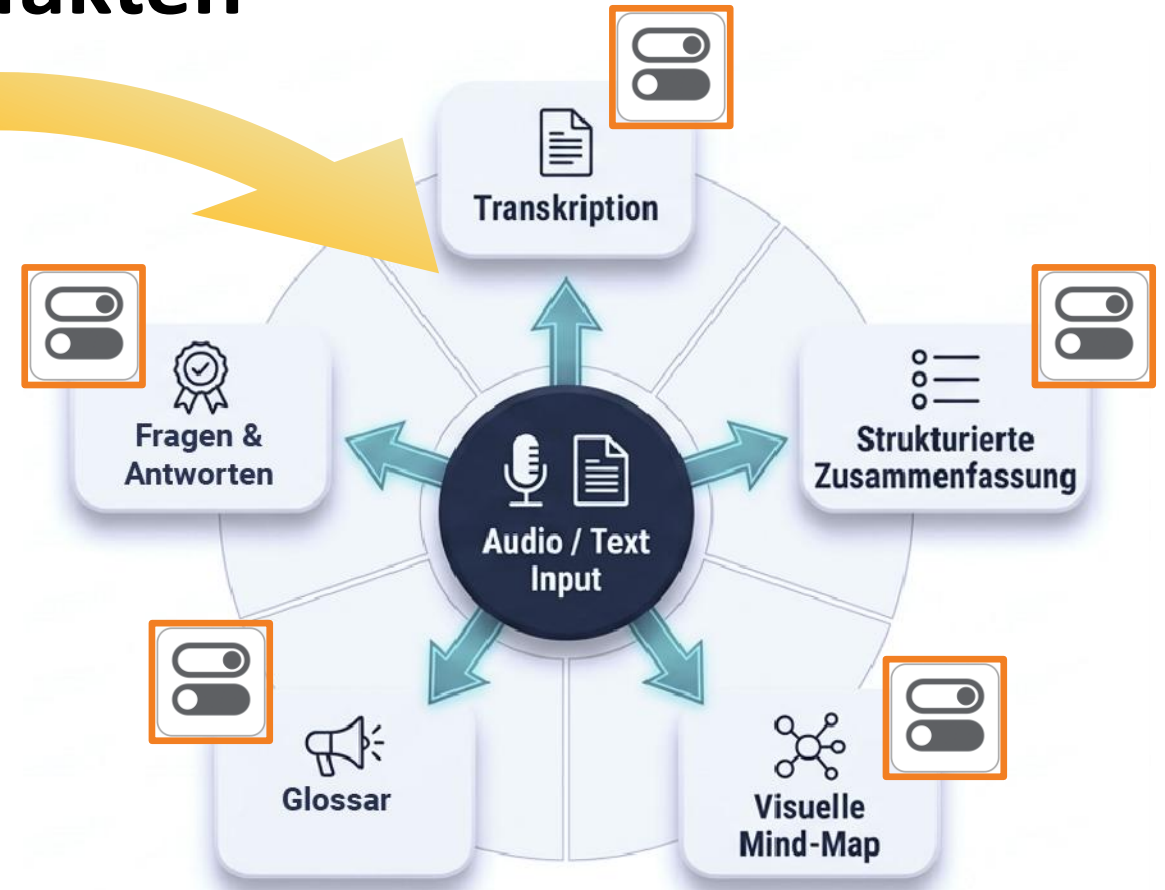 Transkription
Fragen &
Antworten
Strukturierte
Zusammenfassung
Audio / Text
Input
Glossar
Visuelle
Mind-Map